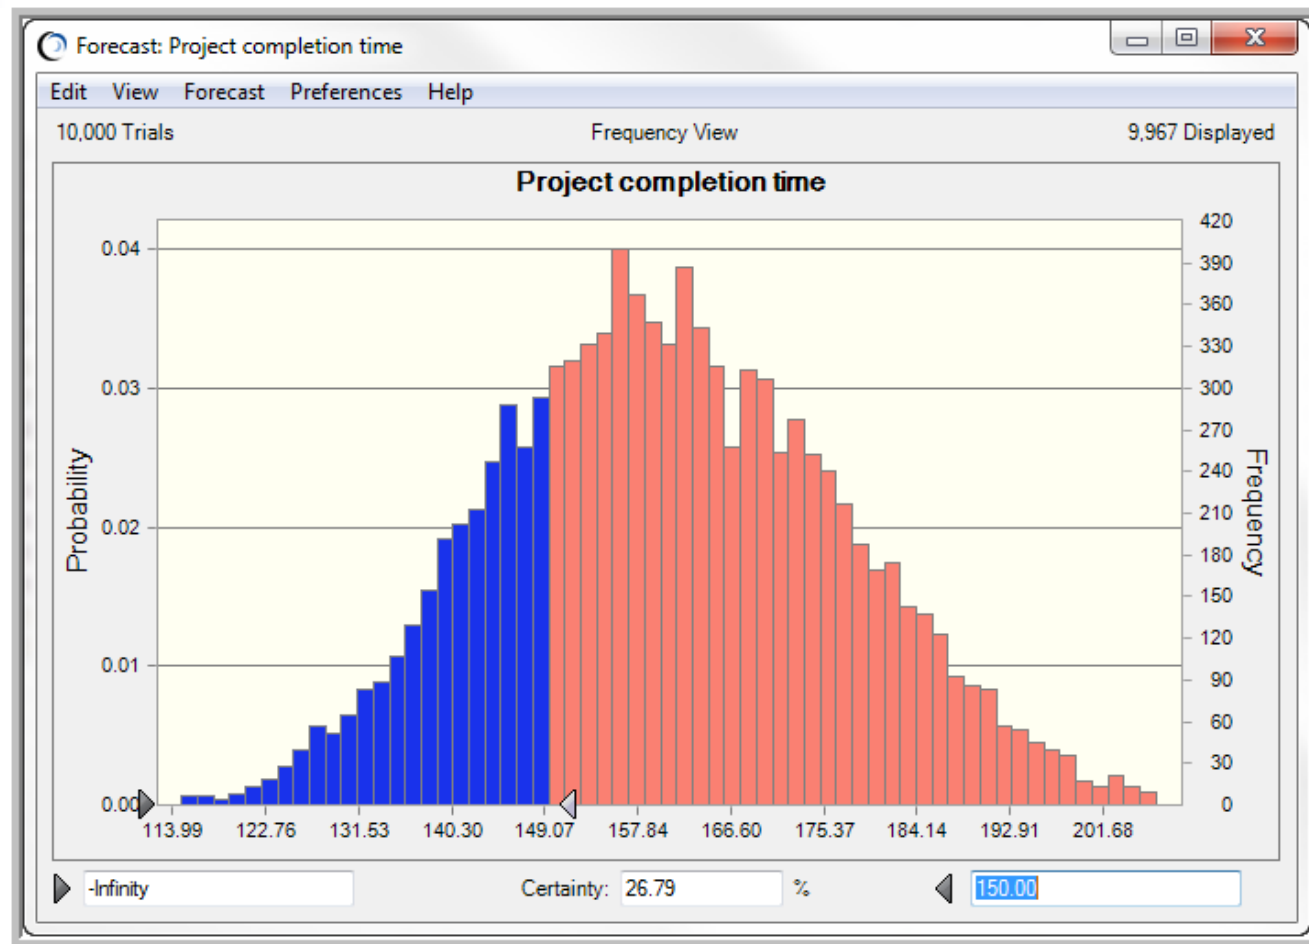 Forecast: Project completion time
Edit View Forecast Preferences Help
10,000 Trials Frequency View 9,967 Displayed
Project completion time
420
0.04
390
360
330
0.03 300
270
240
0.02 210
180
150
120
0.01 90
60
30
0.00 0
Probability
Frequency
113.99 122.76 131.53 140.30 149.07 157.84 166.60 175.37 184.14 192.91 201.68
-Infinity Certainty: 26.79 % 150.00